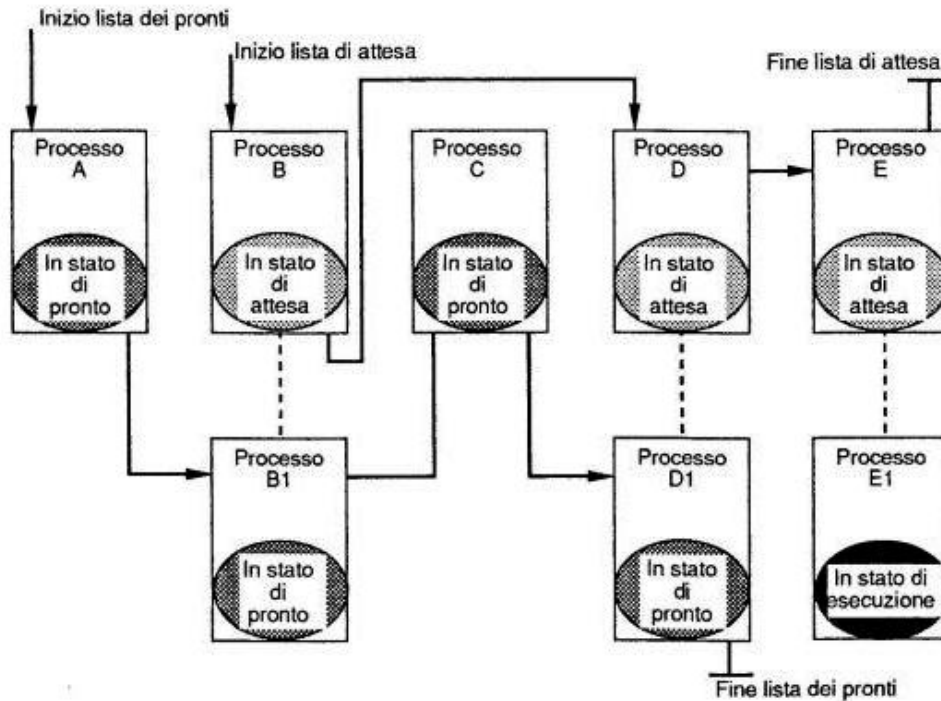 Inizio lista dei pronti
Inizio lista di attesa
Fine lista di attesa
Processo
A
In stato
di
pronto
Processo
B
In stato
di
attesa
Processo
C
In stato
di
pronto
Processo
D
In stato
di
attesa
Processo
E
In stato
di
attesa
Processo
B1
In stato
di
pronto
Processo
D1
In stato
di
pronto
Processo
E1
In stato di
esecuzione
Fine lista dei pronti